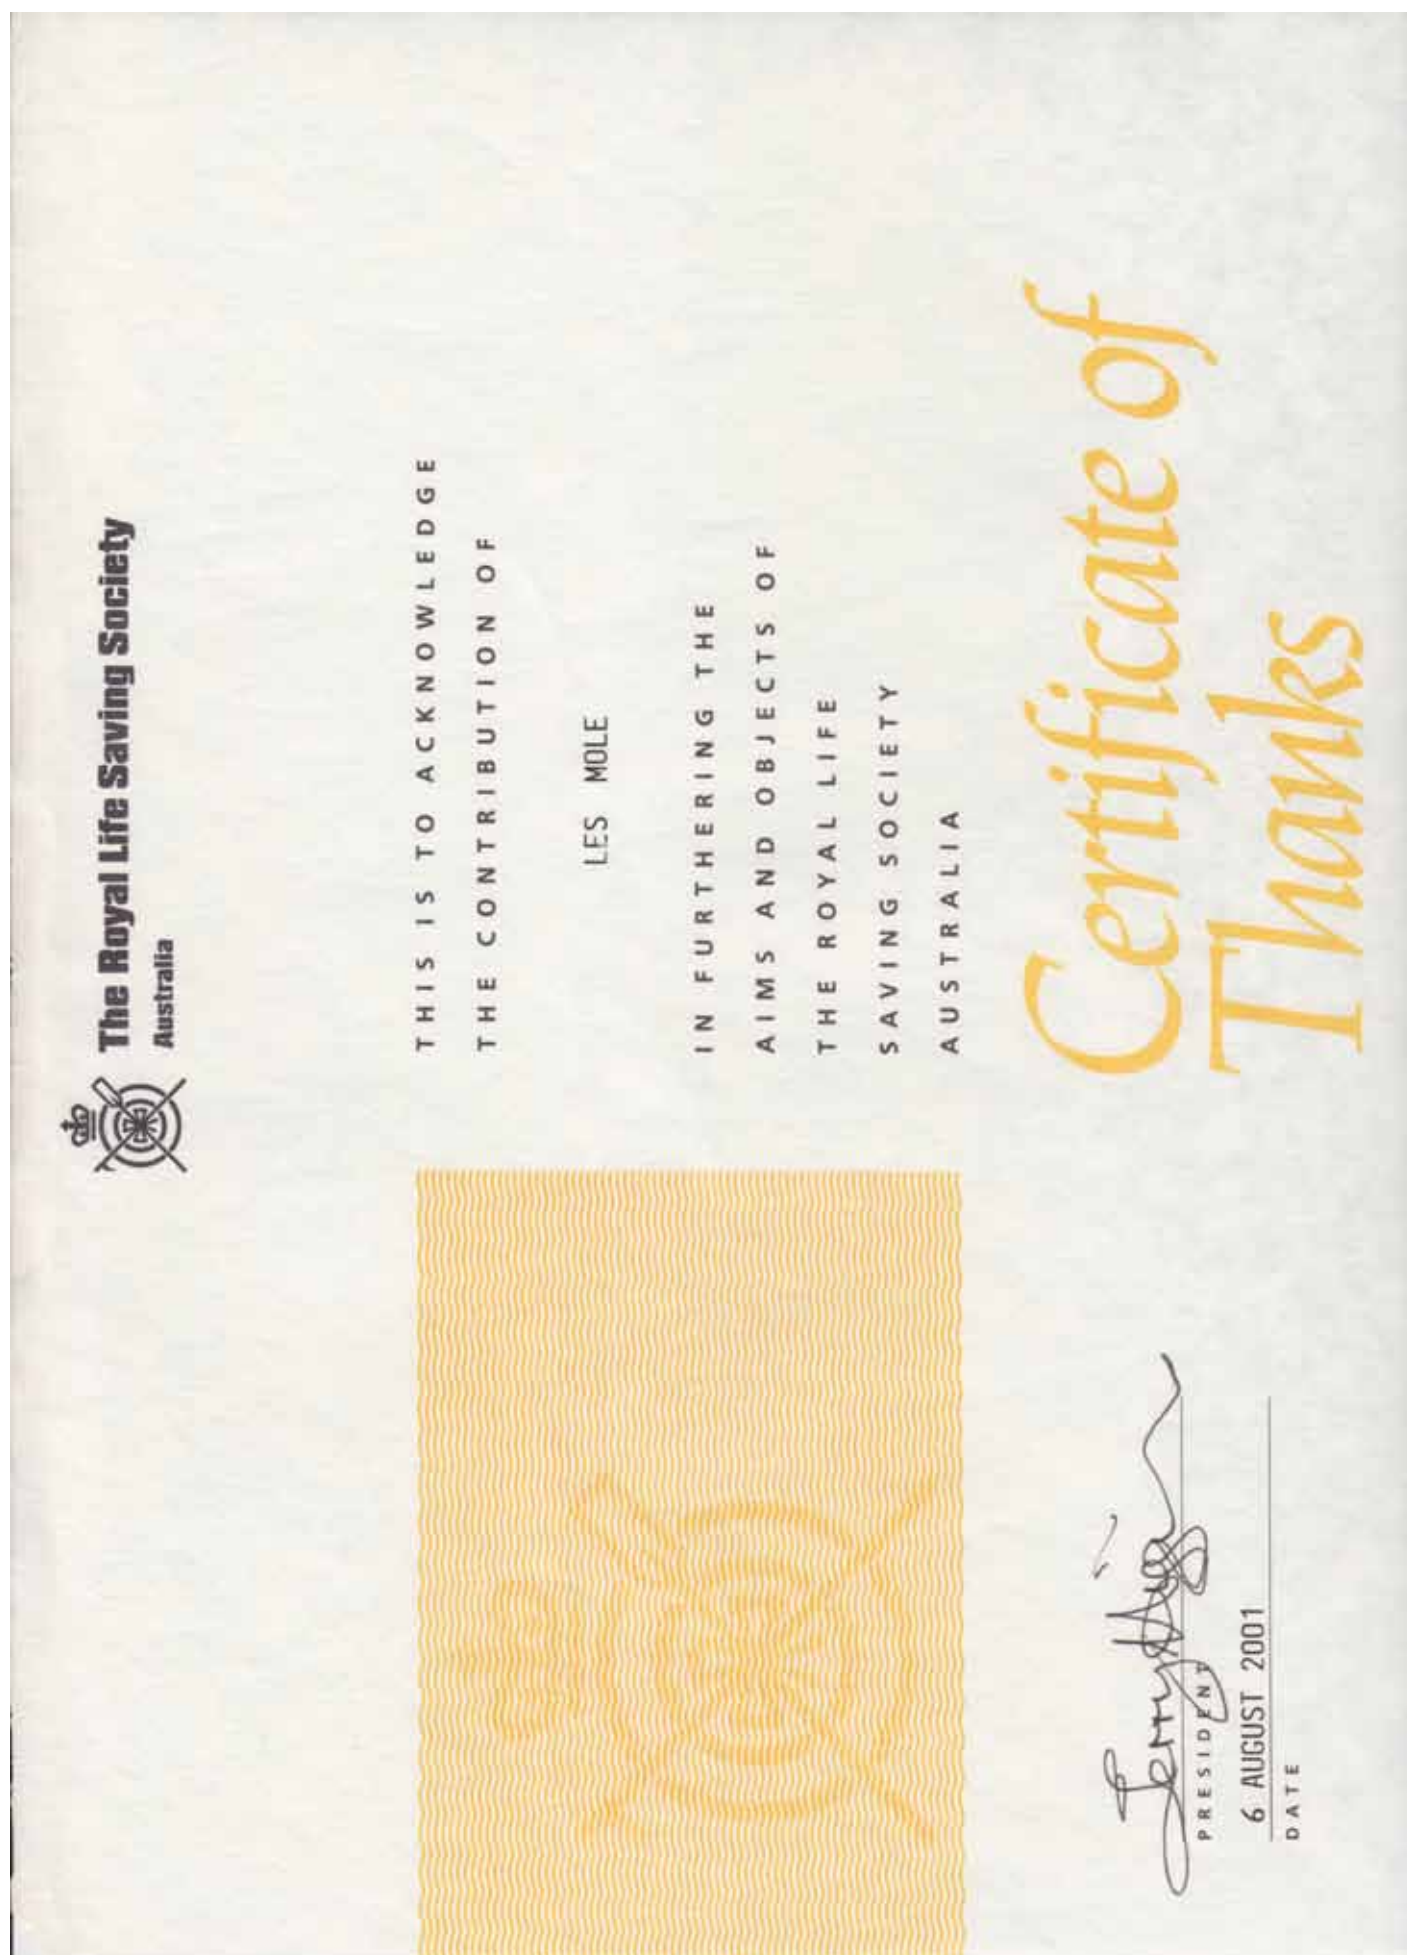 The Royal Life Saving Society
Australia
THIS IS TO ACKNOWLEDGE
THE CONTRIBUTION OF
LES MOLE
IN FURTHERING THE
AIMS AND OBJECTS OF
THE ROYAL LIFE
SAVING SOCIETY
AUSTRALIA
Certificate of
Thanks
PRESIDENT
6 AUGUST 2001
DATE